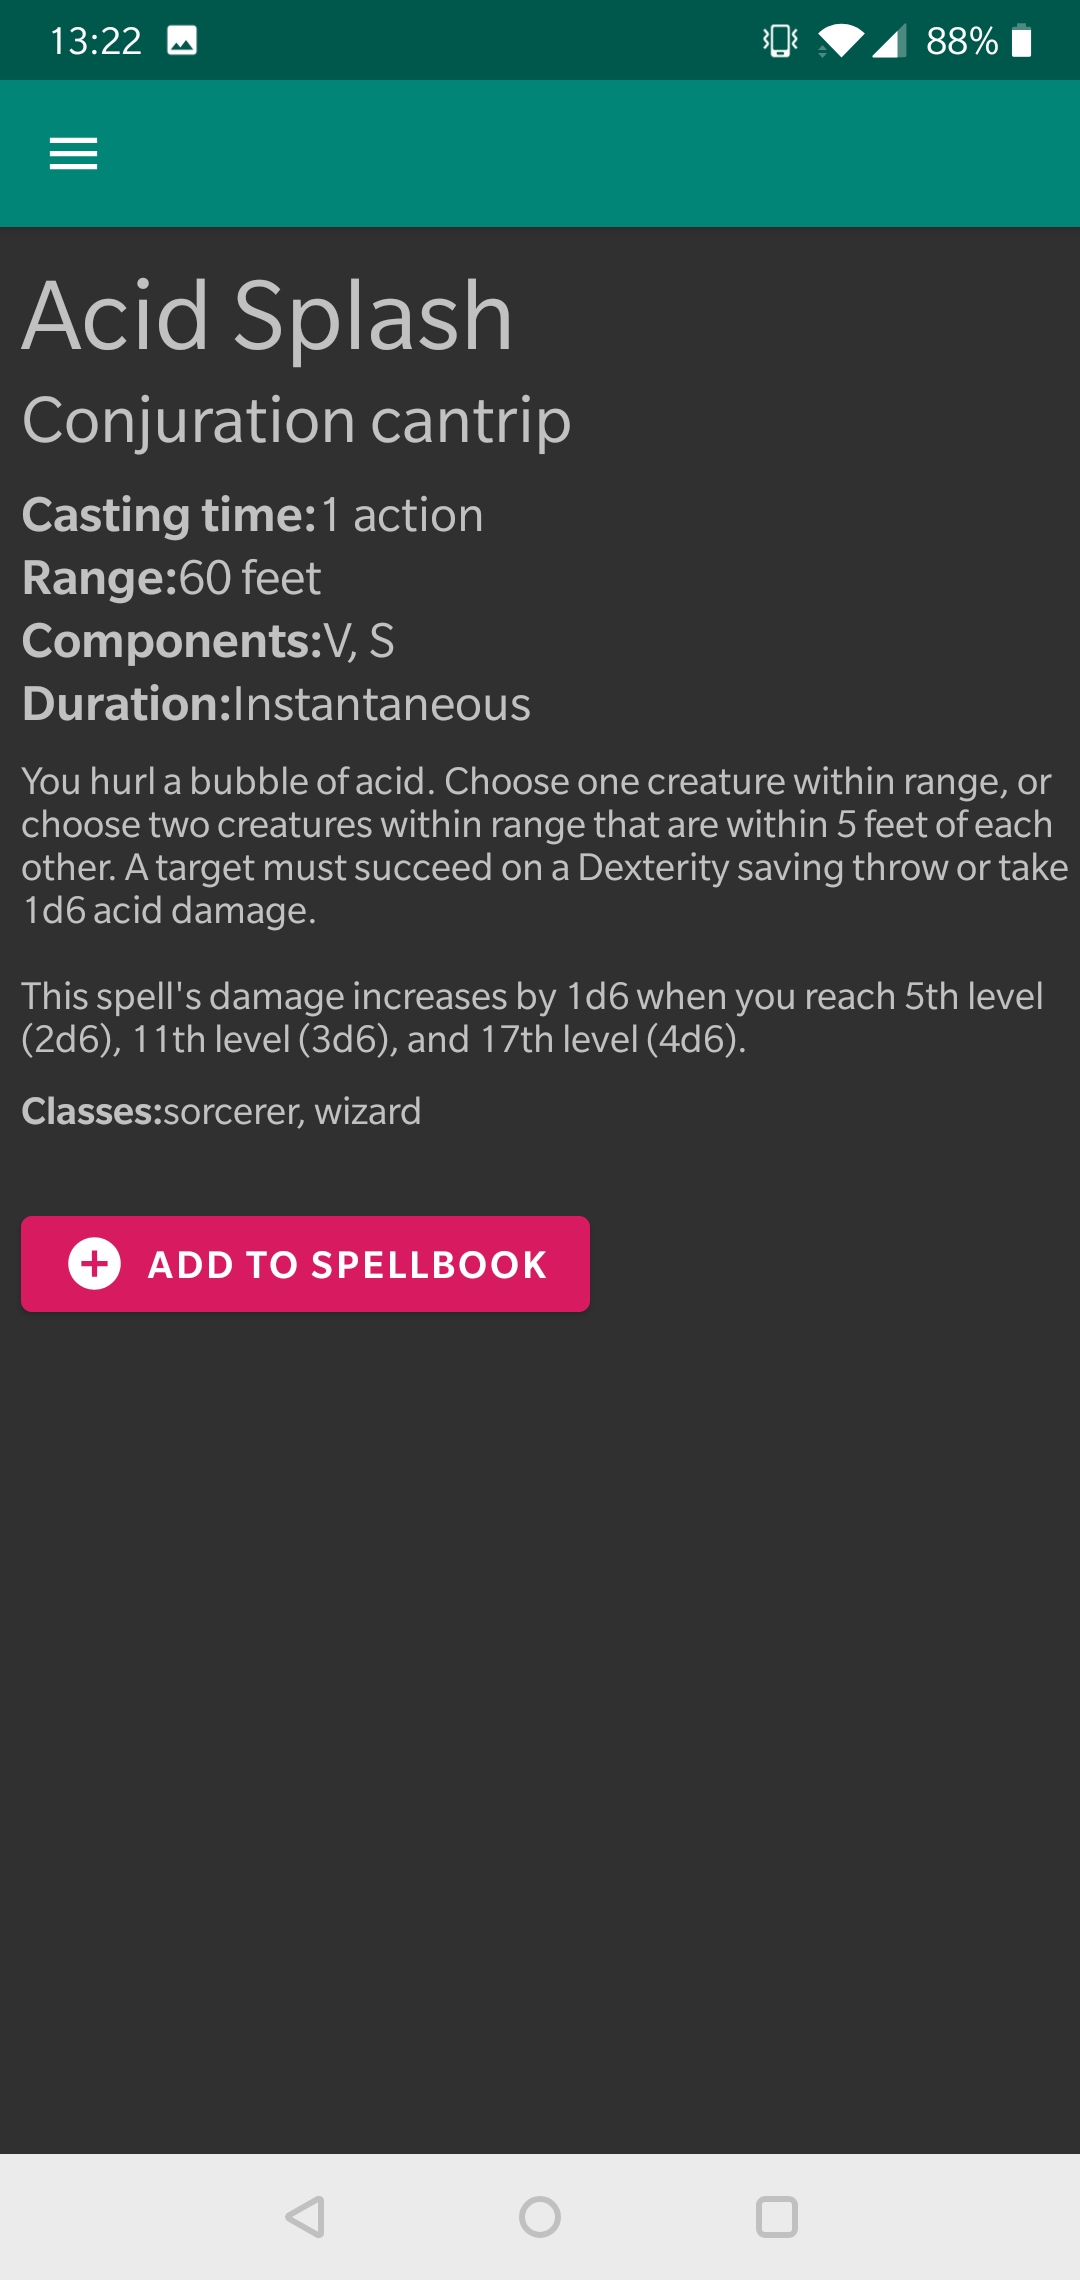 13:22
88%
Acid Splash
Conjuration cantrip
Casting time:1 action
Range:60 feet
Components:V, S
Duration:Instantaneous
You hurl a bubble of acid. Choose one creature within range, or
choose two creatures within range that are within 5 feet of each
other. A target must succeed on a Dexterity saving throw or take
1d6 acid damage.
This spell's damage increases by 1d6 when you reach 5th level
(2d6), 11th level (3d6), and 17th level (4d6).
Classes:sorcerer, wizard
ADD TO SPELLBOOK